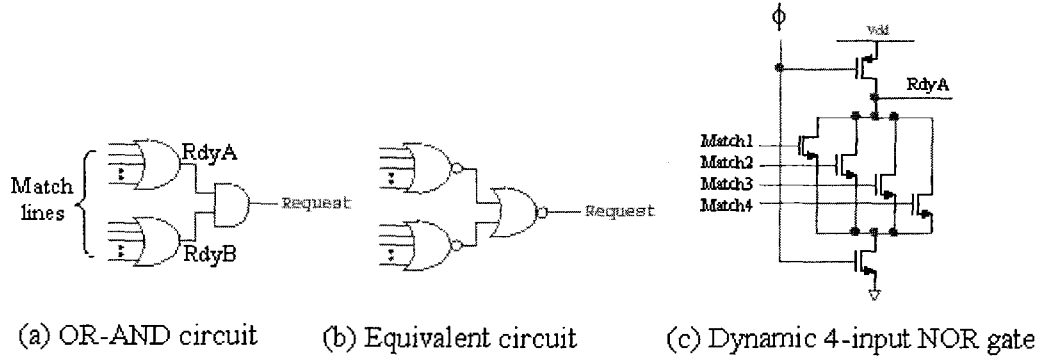 ϕ
Vdd
RdyA
Match1
Match2
Match3
Match4
RdyA
Match
lines
Request
RdyB
Request
(a) OR-AND circuit
(b) Equivalent circuit
(c) Dynamic 4-input NOR gate